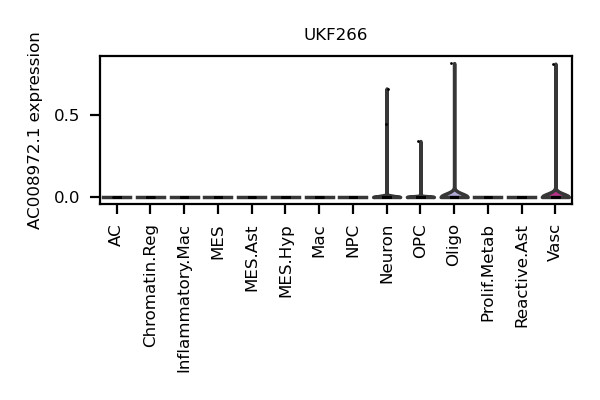 UKF266
AC008972.1 expression
0.5
0.0
AC
Chromatin.Reg
Inflammatory.Mac
MES
MES.Ast
MES.Hyp
Mac
NPC
Neuron
OPC
Oligo
Prolif.Metab
Reactive.Ast
Vasc